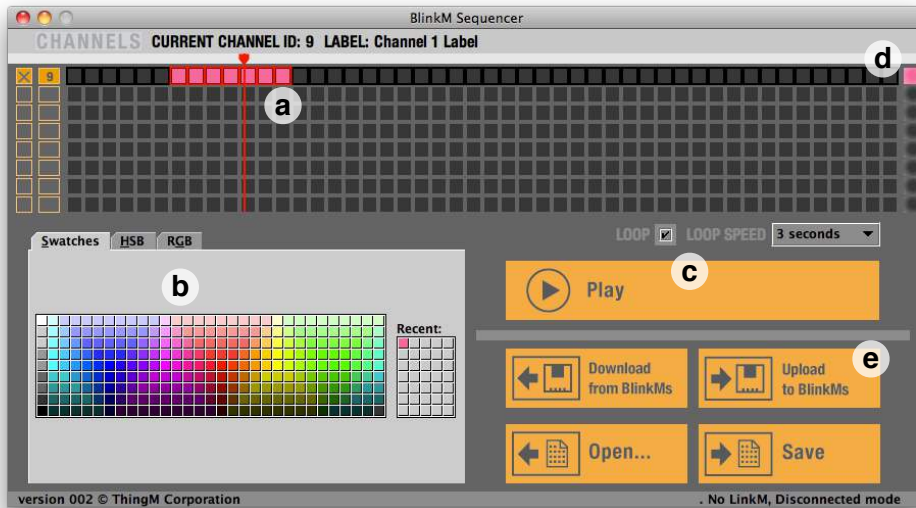 BlinkM Sequencer
CHANNELS CURRENT CHANNEL ID: 9 LABEL: Channel 1 Label
d
9
a
LOOP LOOP SPEED 3 seconds
Swatches HSB RGB
c
b
Play
Recent:
e
Download
from BlinkMs
Upload
to BlinkMs
Open...
Save
version 002 © ThingM Corporation
. No LinkM, Disconnected mode